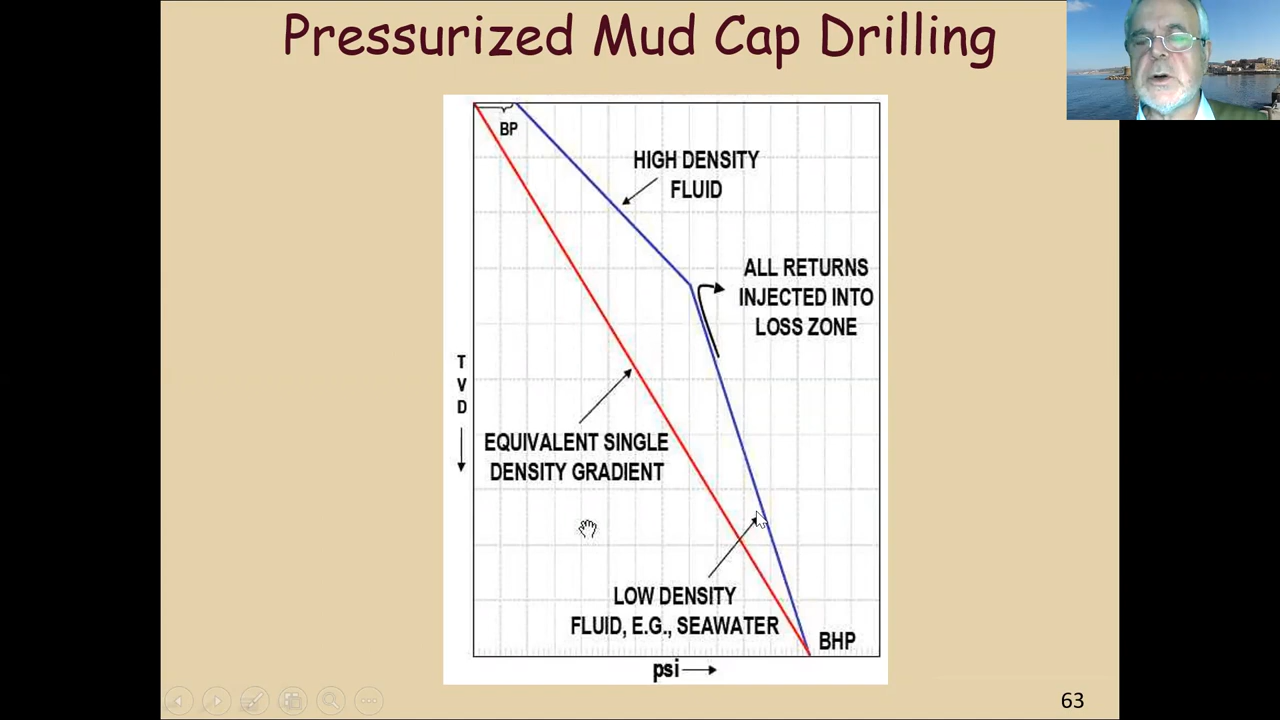 Pressurized Mud Cap Drilling
BP
HIGH DENSITY
FLUID
ALL RETURNS
INJECTED INTO
LOSS ZONE
T
V
D
EQUIVALENT SINGLE
DENSITY GRADIENT
LOW DENSITY
FLUID, E.G., SEAWATER
BHP
psi
63